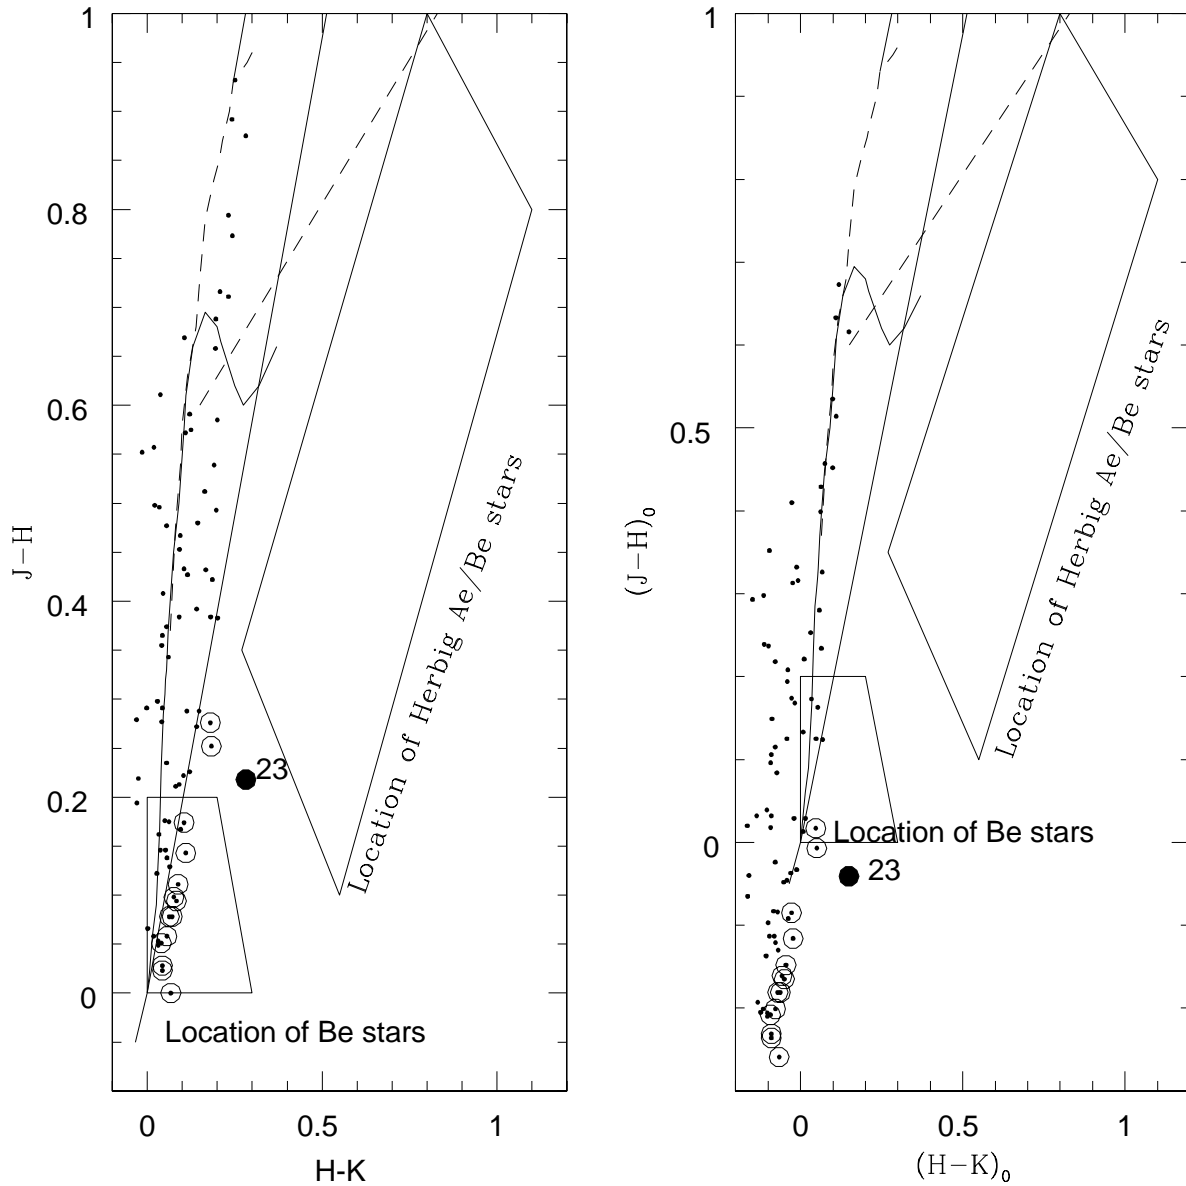 1
0.8
0.6
0.4
0.2
0
J-H
0
0.5
1
H-K
23
Location of Herbig Ae/Be stars
Location of Be stars
1
0.5
0
(J-H)₀
0
0.5
1
(H-K)₀
23
Location of Herbig Ae/Be stars
Location of Be stars